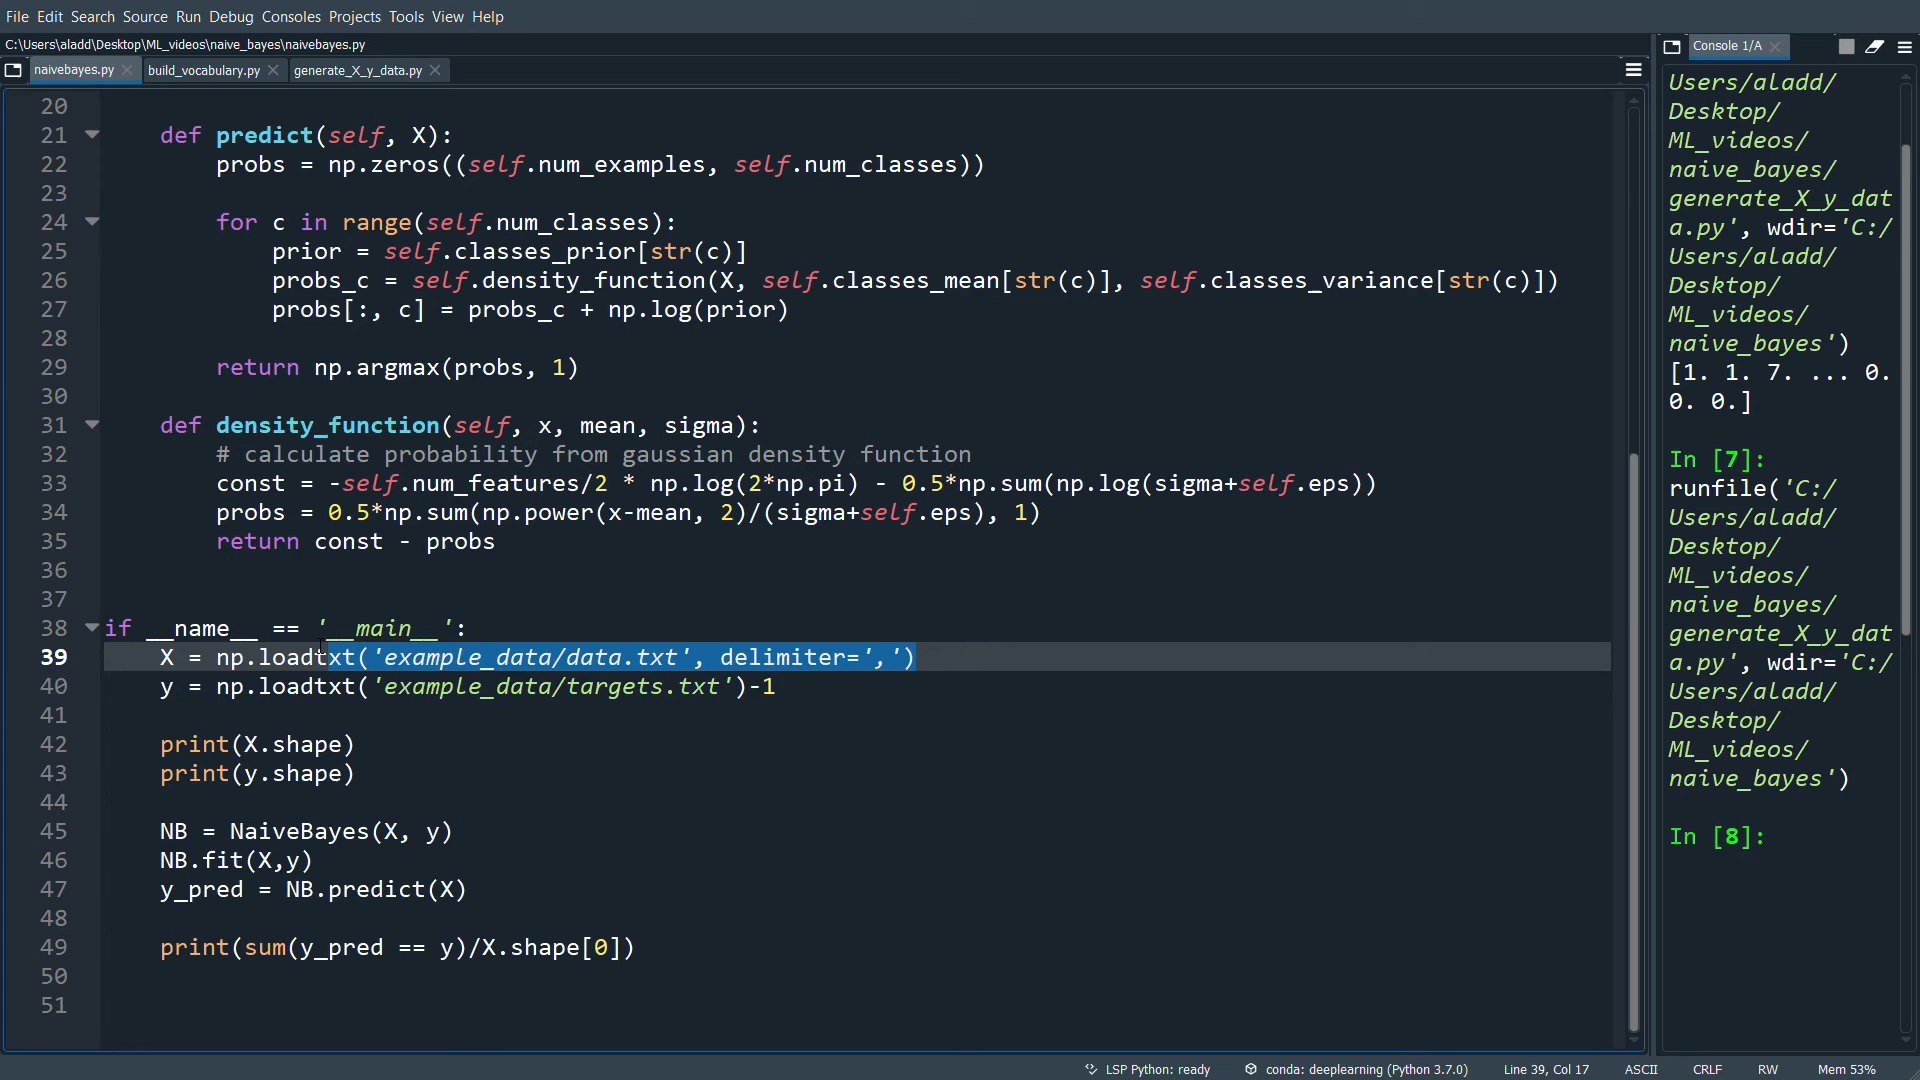 File Edit Search Source Run Debug Consoles Projects Tools View Help
C:\Users\aladd\Desktop\ML_videos\naive_bayes\naivebayes.py
naivebayes.py build_vocabulary.py generate_X_y_data.py
20
21 def predict(self, X):
22 probs = np.zeros((self.num_examples, self.num_classes))
23
24 for c in range(self.num_classes):
25 prior = self.classes_prior[str(c)]
26 probs_c = self.density_function(X, self.classes_mean[str(c)], self.classes_variance[str(c)])
27 probs[:, c] = probs_c + np.log(prior)
28
29 return np.argmax(probs, 1)
30
31 def density_function(self, x, mean, sigma):
32 # calculate probability from gaussian density function
33 const = -self.num_features/2 * np.log(2*np.pi) - 0.5*np.sum(np.log(sigma+self.eps))
34 probs = 0.5*np.sum(np.power(x-mean, 2)/(sigma+self.eps), 1)
35 return const - probs
36
37
38 if __name__ == '__main__':
39 X = np.loadtxt('example_data/data.txt', delimiter=',')
40 y = np.loadtxt('example_data/targets.txt')-1
41
42 print(X.shape)
43 print(y.shape)
44
45 NB = NaiveBayes(X, y)
46 NB.fit(X,y)
47 y_pred = NB.predict(X)
48
49 print(sum(y_pred == y)/X.shape[0])
50
51
Console 1/A
Users/aladd/
Desktop/
ML_videos/
naive_bayes/
generate_X_y_dat
a.py', wdir='C:/
Users/aladd/
Desktop/
ML_videos/
naive_bayes')
[1. 1. 7. ... 0.
0. 0.]
In [7]:
runfile('C:/
Users/aladd/
Desktop/
ML_videos/
naive_bayes/
generate_X_y_dat
a.py', wdir='C:/
Users/aladd/
Desktop/
ML_videos/
naive_bayes')
In [8]:
LSP Python: ready conda: deeplearning (Python 3.7.0) Line 39, Col 17 ASCII CRLF RW Mem 53%